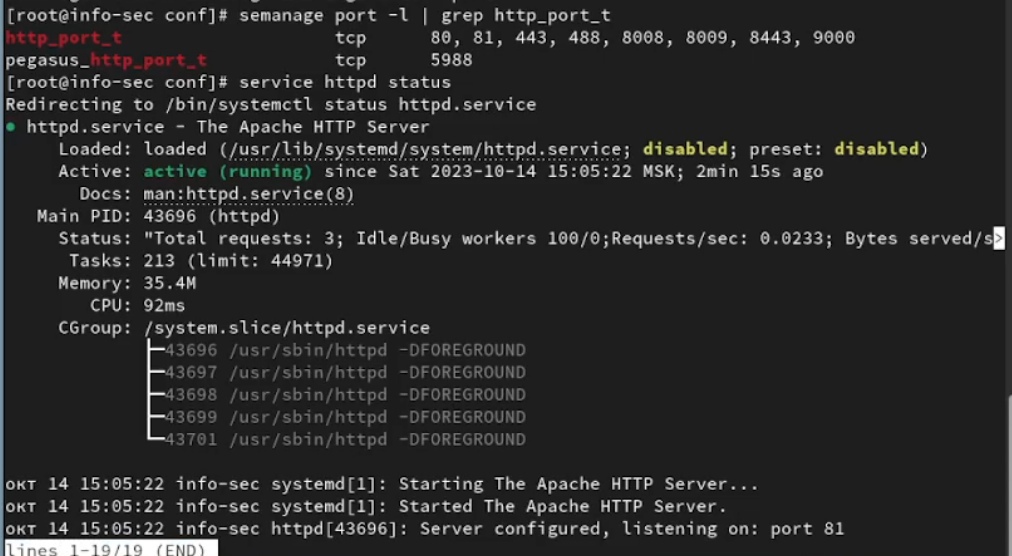 [root@info-sec conf]# semanage port -l | grep http_port_t
http_port_t                    tcp      80, 81, 443, 488, 8008, 8009, 8443, 9000
pegasus_http_port_t            tcp      5988
[root@info-sec conf]# service httpd status
Redirecting to /bin/systemctl status httpd.service
● httpd.service - The Apache HTTP Server
     Loaded: loaded (/usr/lib/systemd/system/httpd.service; disabled; preset: disabled)
     Active: active (running) since Sat 2023-10-14 15:05:22 MSK; 2min 15s ago
       Docs: man:httpd.service(8)
   Main PID: 43696 (httpd)
     Status: "Total requests: 3; Idle/Busy workers 100/0;Requests/sec: 0.0233; Bytes served/s>
      Tasks: 213 (limit: 44971)
     Memory: 35.4M
        CPU: 92ms
     CGroup: /system.slice/httpd.service
             ├─43696 /usr/sbin/httpd -DFOREGROUND
             ├─43697 /usr/sbin/httpd -DFOREGROUND
             ├─43698 /usr/sbin/httpd -DFOREGROUND
             ├─43699 /usr/sbin/httpd -DFOREGROUND
             └─43701 /usr/sbin/httpd -DFOREGROUND

окт 14 15:05:22 info-sec systemd[1]: Starting The Apache HTTP Server...
окт 14 15:05:22 info-sec systemd[1]: Started The Apache HTTP Server.
окт 14 15:05:22 info-sec httpd[43696]: Server configured, listening on: port 81
lines 1-19/19 (END)